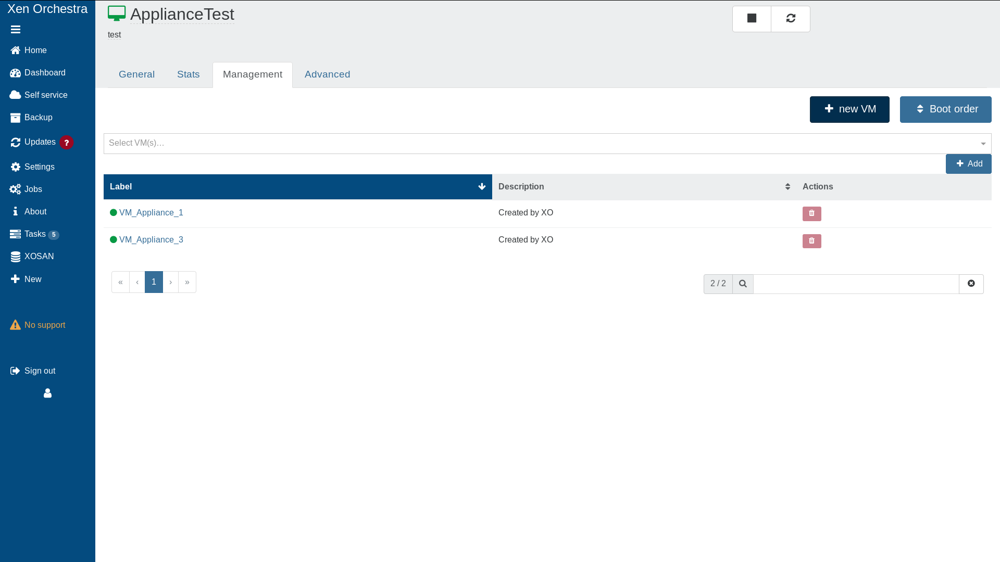 Xen Orchestra
Home
Dashboard
Self service
Backup
Updates ?
Settings
Jobs
About
Tasks 5
XOSAN
New
No support
Sign out
ApplianceTest
test
General Stats Management Advanced
new VM Boot order
Select VM(s)…
Add
Label Description Actions
VM_Appliance_1 Created by XO
VM_Appliance_3 Created by XO
« ‹ 1 › » 2 / 2